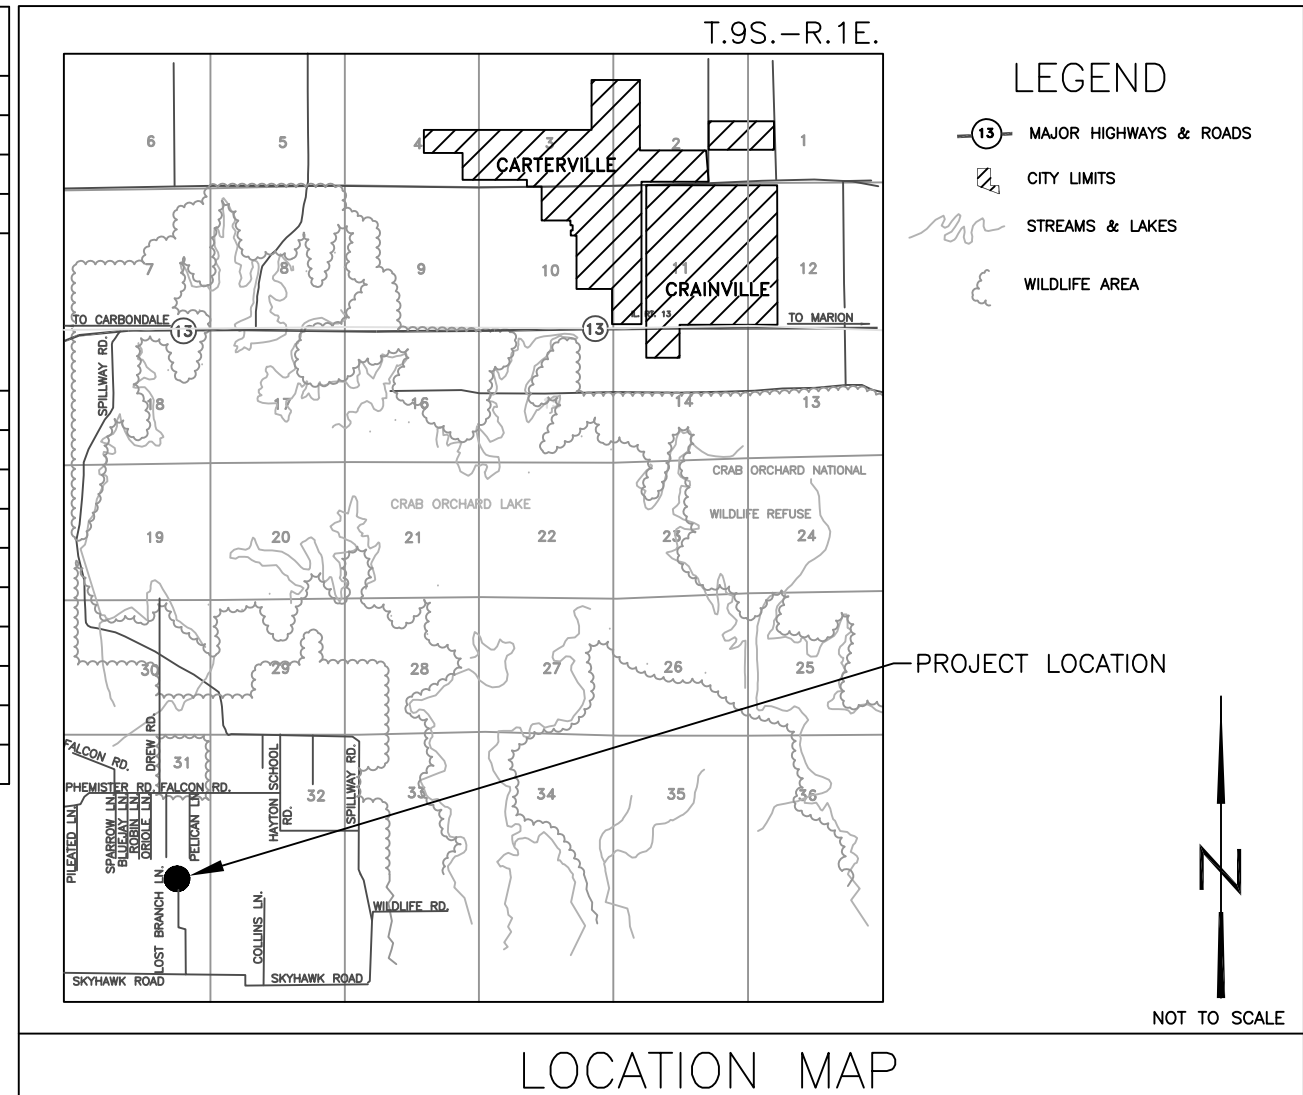 T.9S.–R.1E.
LEGEND
13 MAJOR HIGHWAYS & ROADS
CITY LIMITS
STREAMS & LAKES
WILDLIFE AREA
6
5
4
3
2
1
CARTERVILLE
7
8
9
10
11
12
CRAINVILLE
TO CARBONDALE
13
13
RT. 13
TO MARION
SPILLWAY RD.
18
17
16
14
13
CRAB ORCHARD NATIONAL
WILDLIFE REFUSE
CRAB ORCHARD LAKE
19
20
21
22
23
24
30
29
28
27
26
25
PROJECT LOCATION
FALCON RD.
DREW RD.
31
HAYTON SCHOOL
RD.
32
SPILLWAY RD.
33
34
35
36
PHEMISTER RD.
FALCON RD.
PILEATED LN.
SPARROW LN.
BLUEJAY LN.
ROBIN LN.
ORIOLE LN.
PELICAN LN.
LOST BRANCH LN.
COLLINS LN.
WILDLIFE RD.
SKYHAWK ROAD
SKYHAWK ROAD
N
NOT TO SCALE
LOCATION MAP